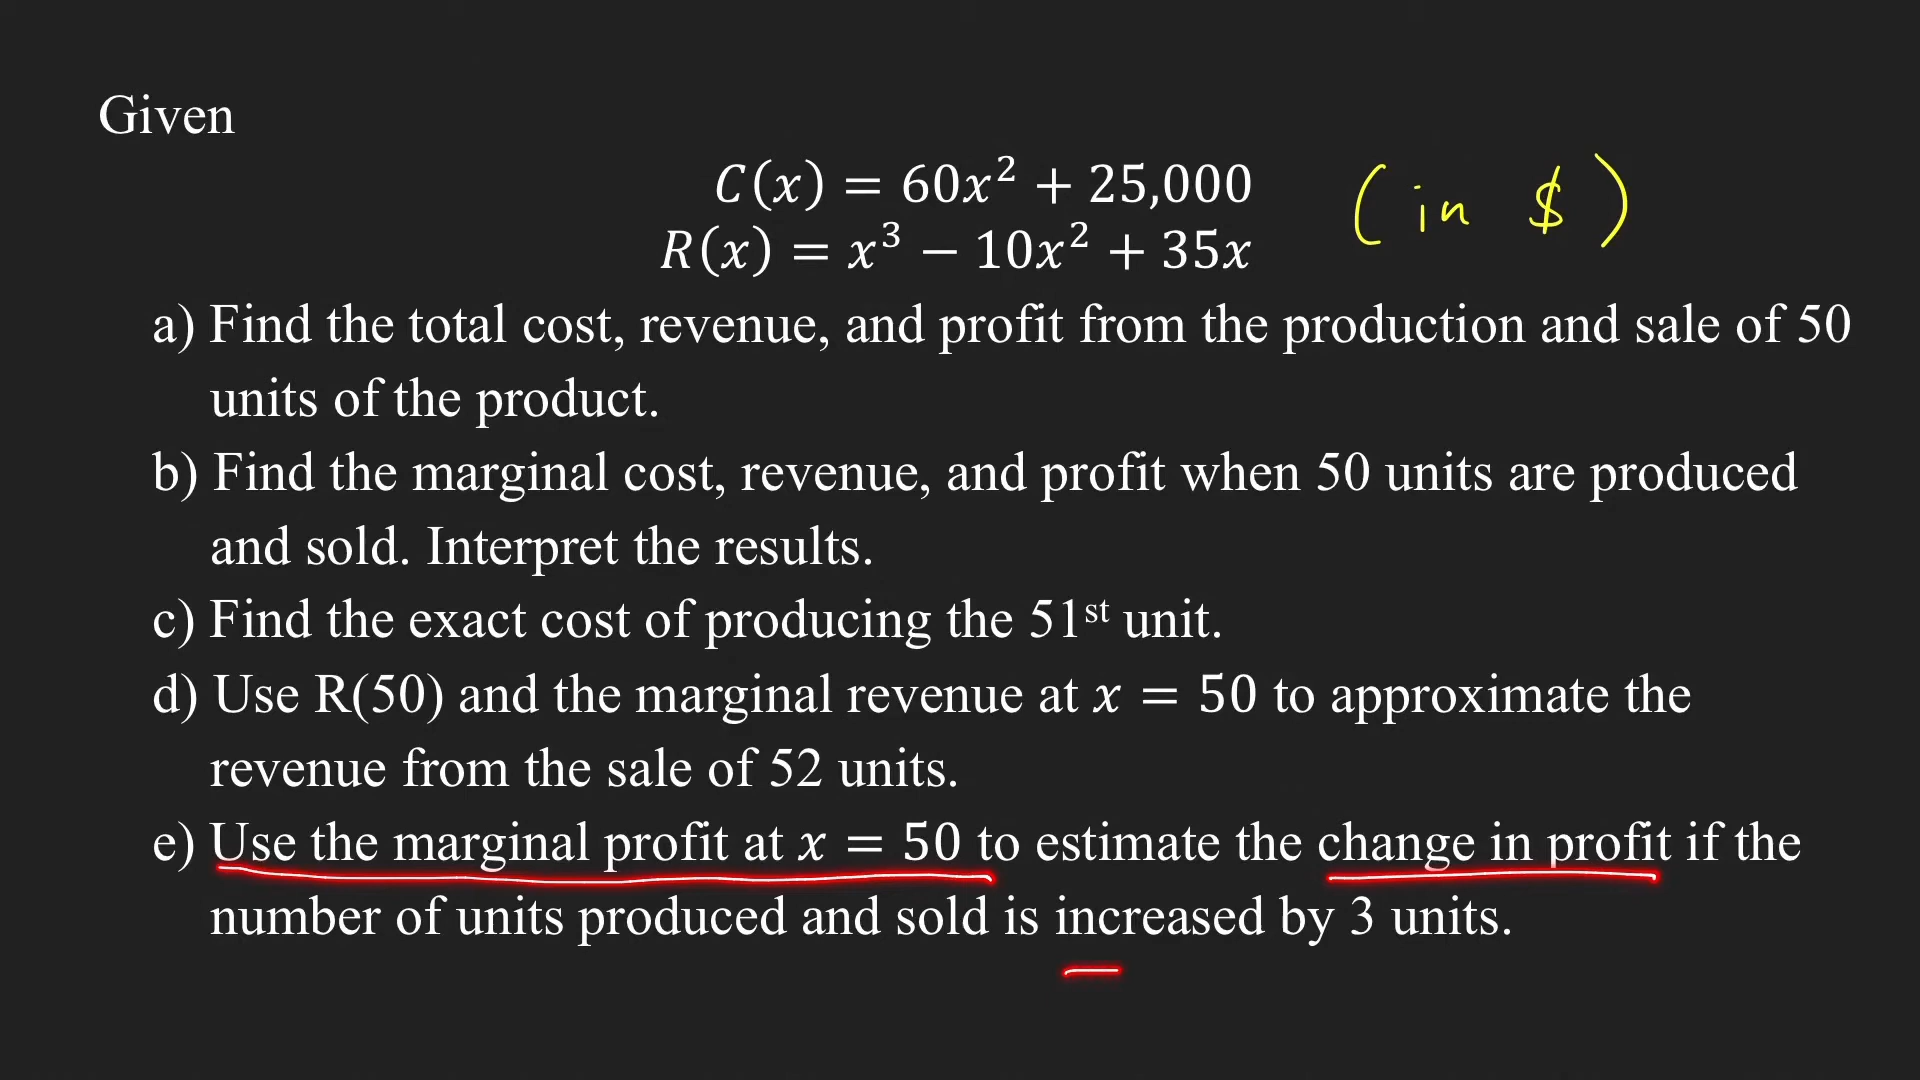 Given
C(x) = 60x² + 25,000 (in $)
R(x) = x³ − 10x² + 35x
a) Find the total cost, revenue, and profit from the production and sale of 50
units of the product.
b) Find the marginal cost, revenue, and profit when 50 units are produced
and sold. Interpret the results.
c) Find the exact cost of producing the 51ˢᵗ unit.
d) Use R(50) and the marginal revenue at x = 50 to approximate the
revenue from the sale of 52 units.
e) Use the marginal profit at x = 50 to estimate the change in profit if the
number of units produced and sold is increased by 3 units.